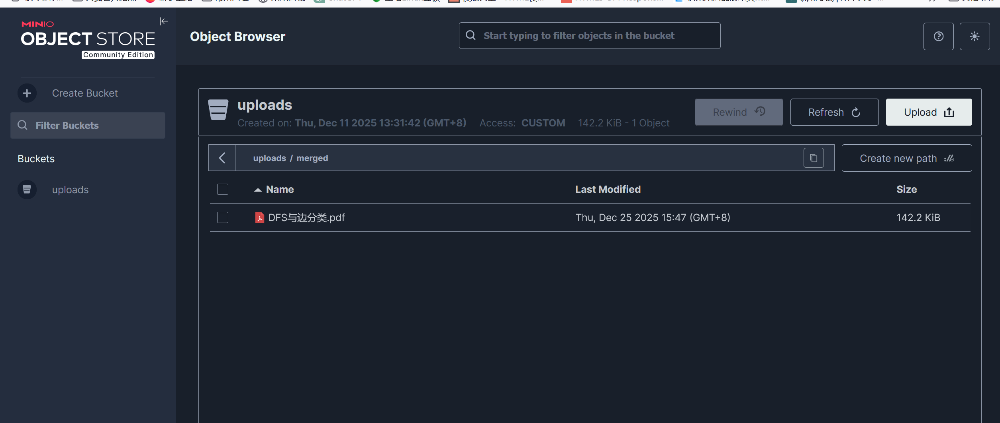 MINIO
OBJECT STORE
Community Edition
Create Bucket
Filter Buckets
Buckets
uploads
Object Browser
Start typing to filter objects in the bucket
uploads
Created on: Thu, Dec 11 2025 13:31:42 (GMT+8) Access: CUSTOM 142.2 KiB - 1 Object
Rewind
Refresh
Upload
uploads / merged
Create new path
Name Last Modified Size
DFS与边分类.pdf Thu, Dec 25 2025 15:47 (GMT+8) 142.2 KiB